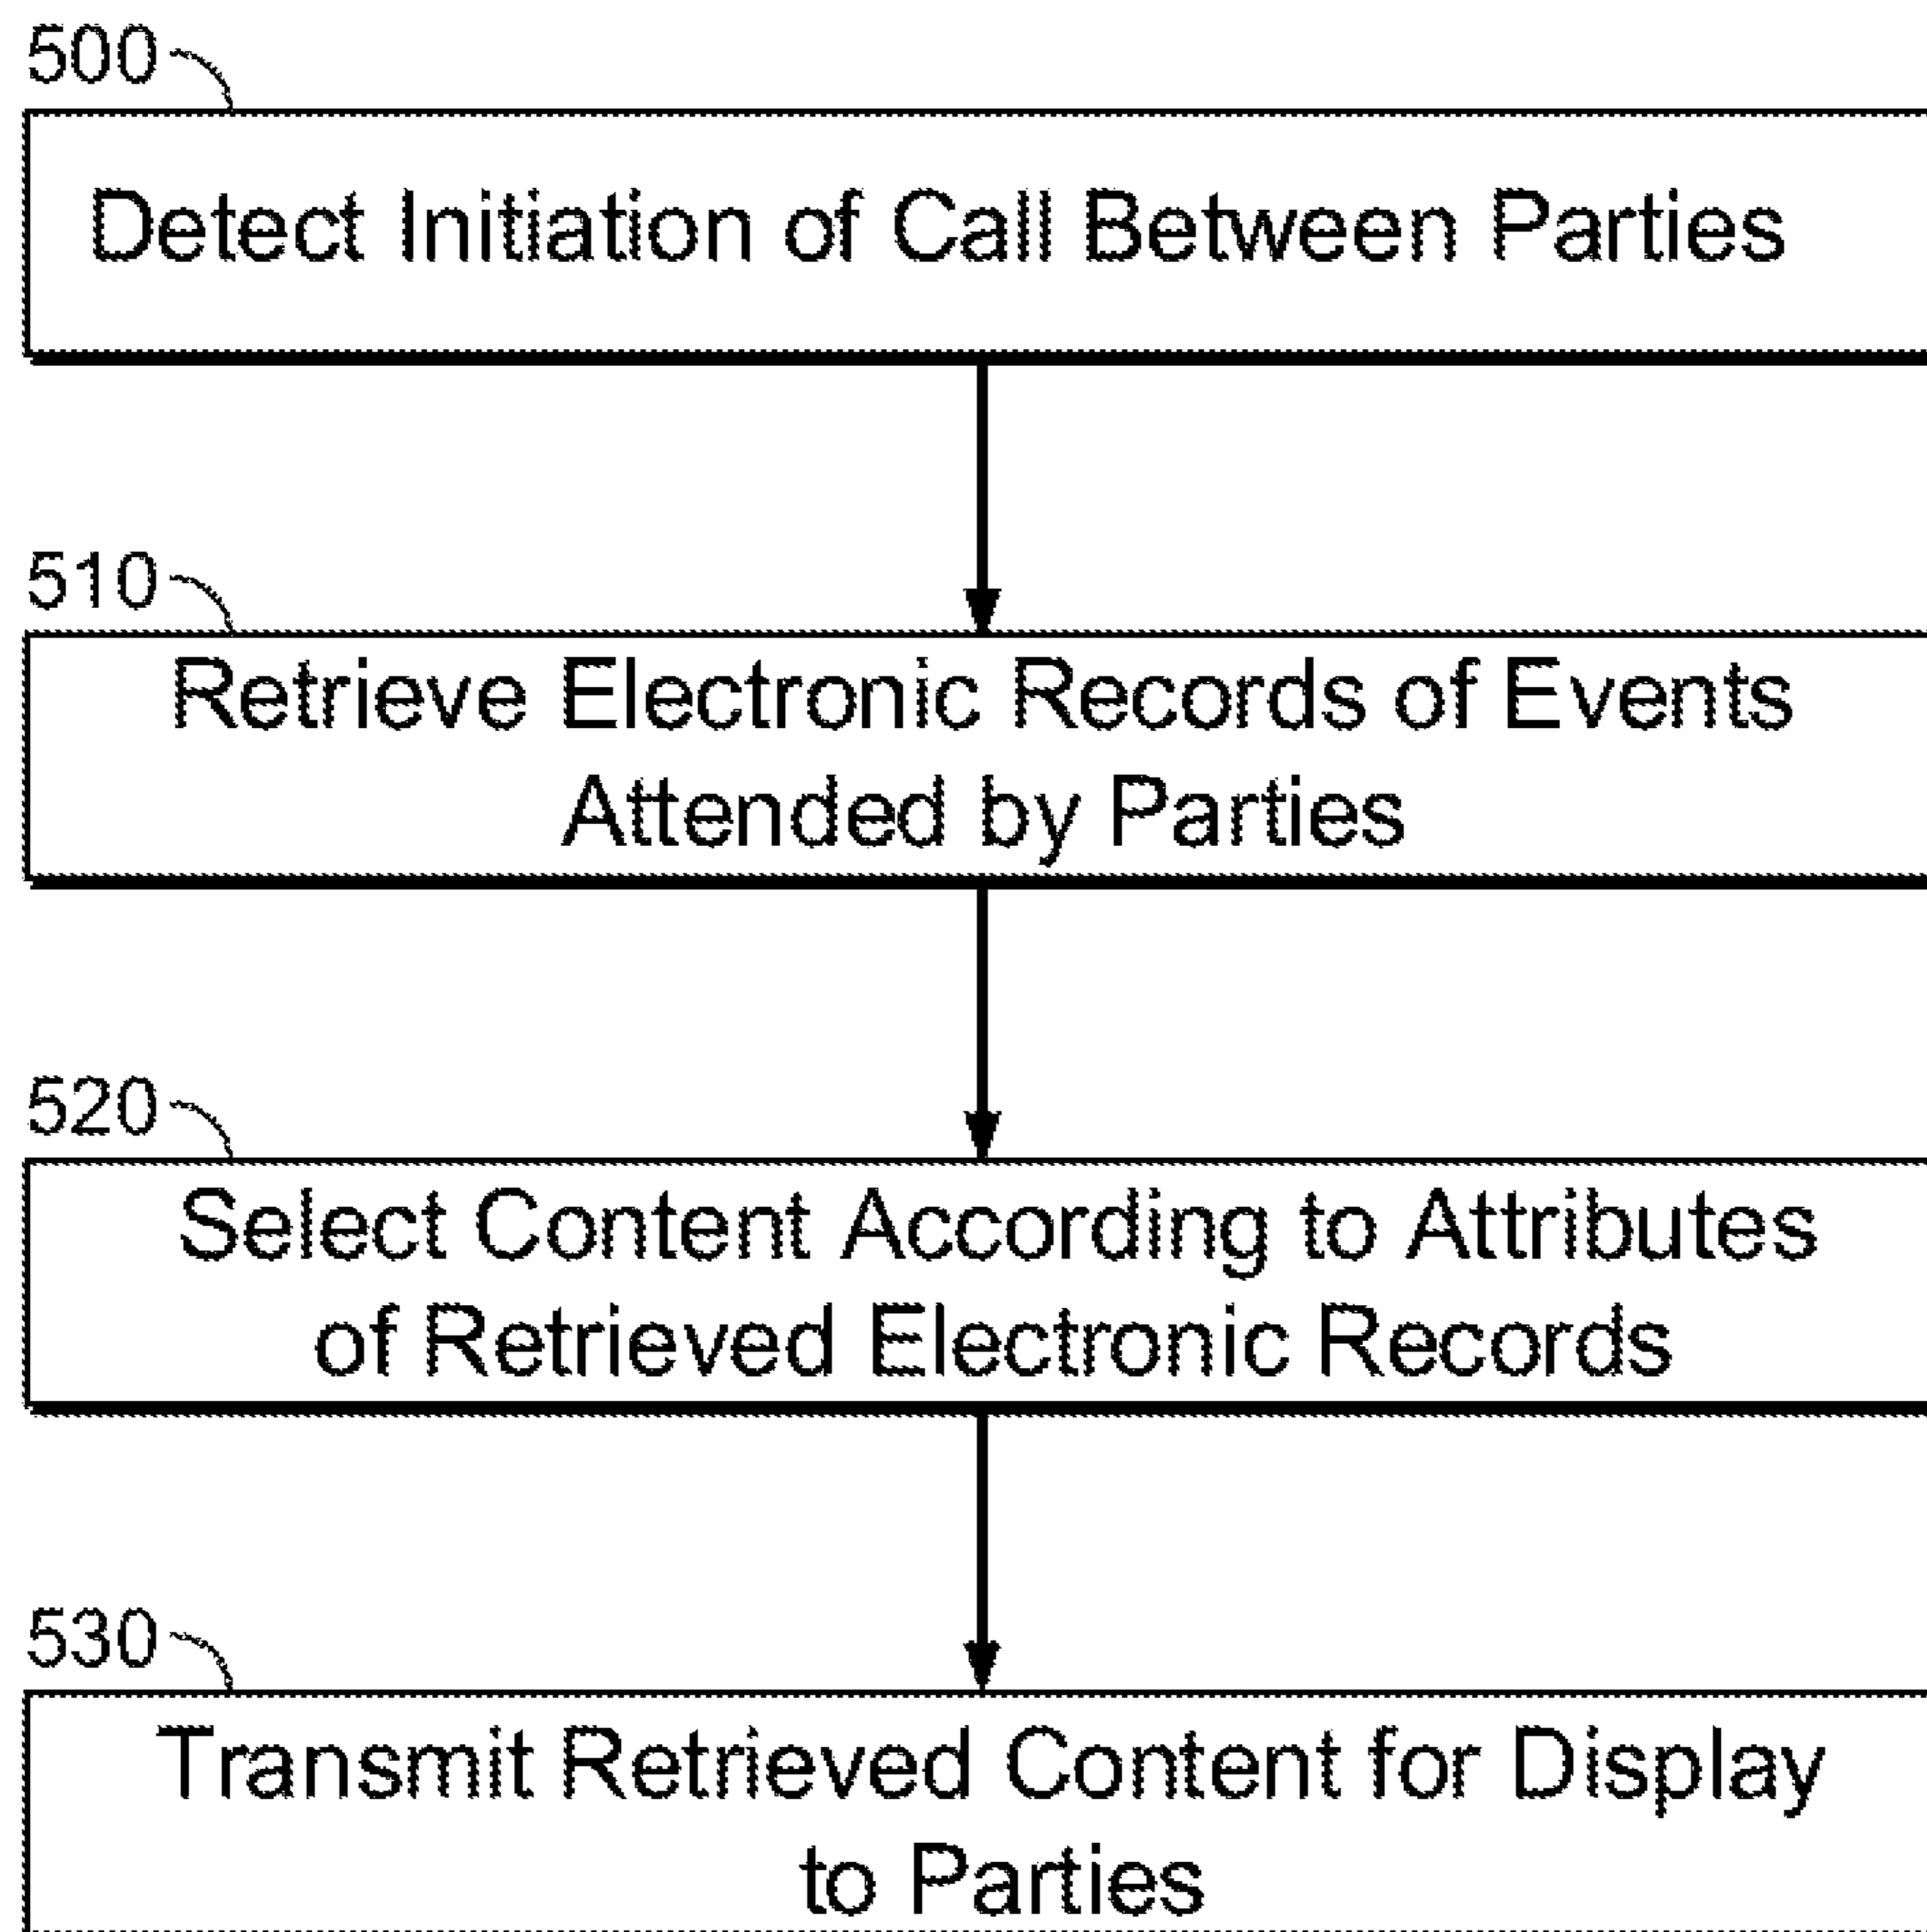 500
Detect Initiation of Call Between Parties
510
Retrieve Electronic Records of Events
Attended by Parties
520
Select Content According to Attributes
of Retrieved Electronic Records
530
Transmit Retrieved Content for Display
to Parties